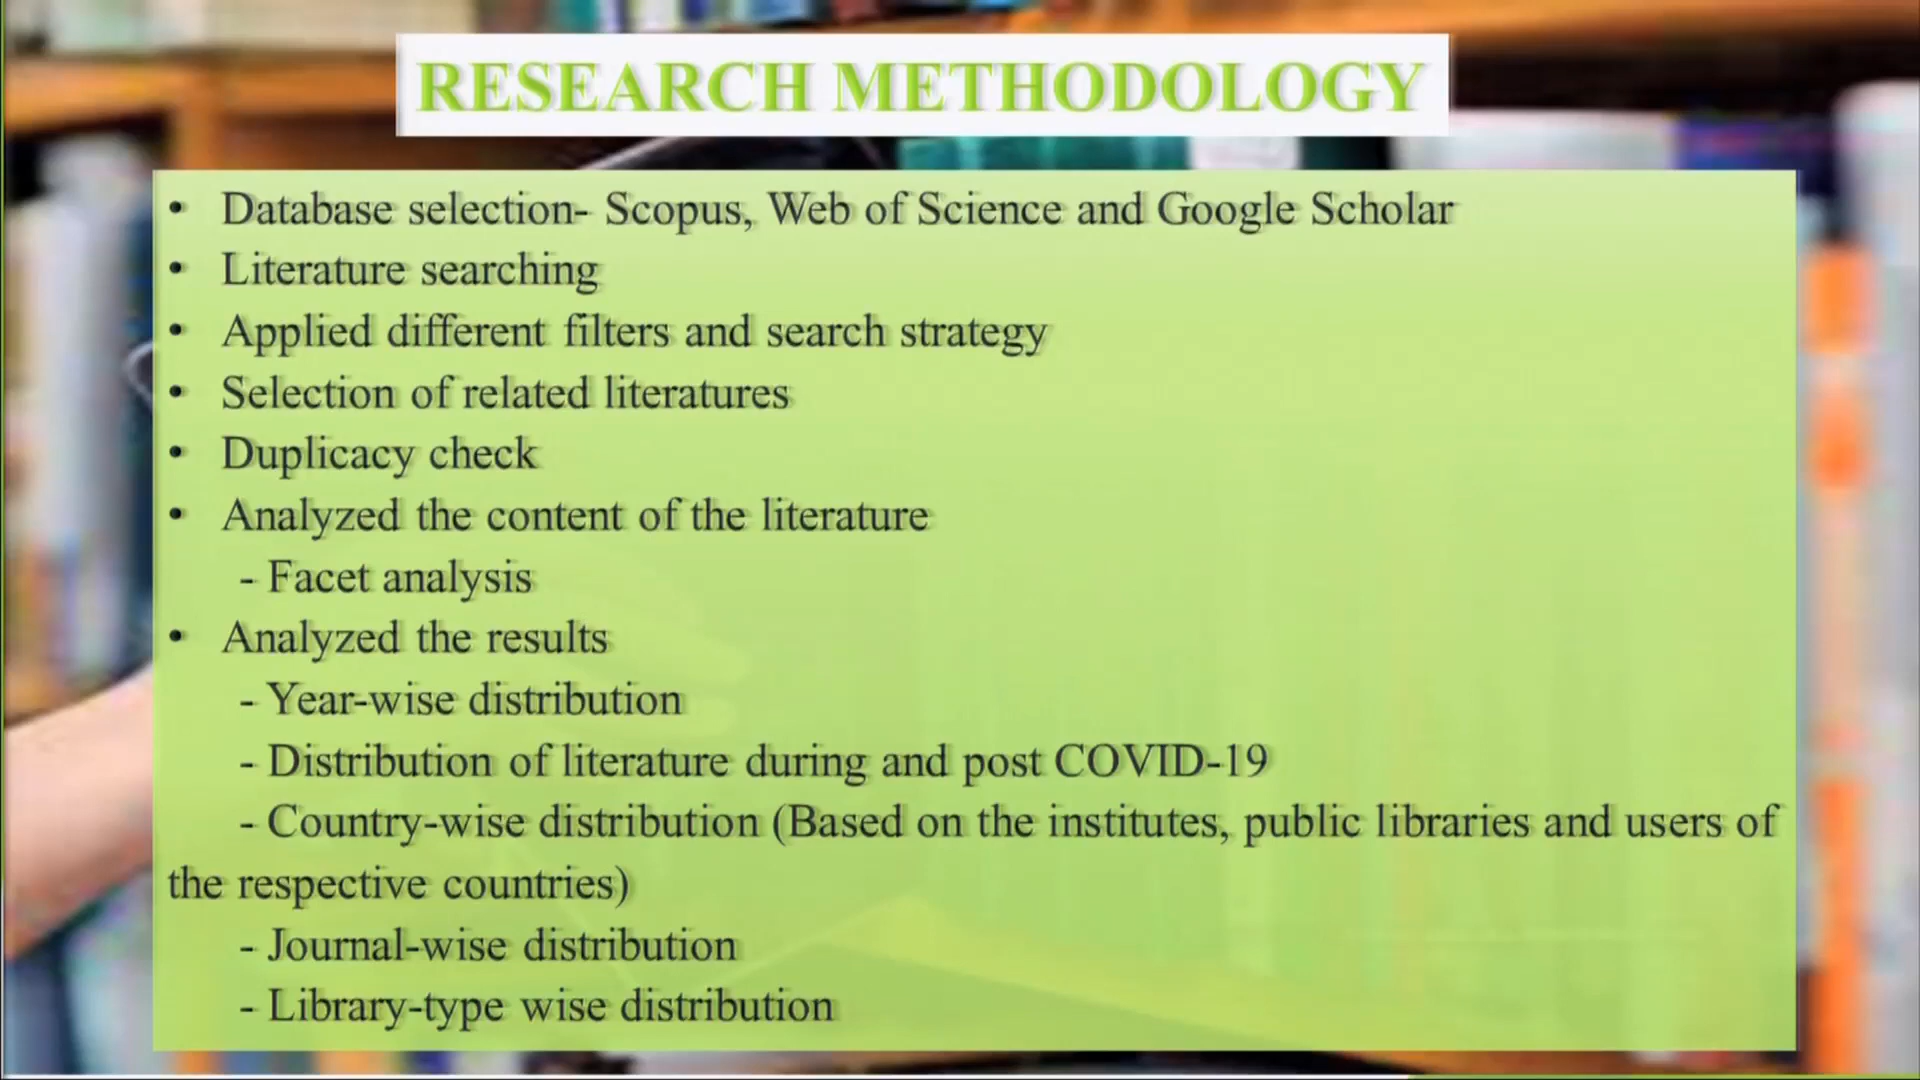 RESEARCH METHODOLOGY
• Database selection- Scopus, Web of Science and Google Scholar
• Literature searching
• Applied different filters and search strategy
• Selection of related literatures
• Duplicacy check
• Analyzed the content of the literature
- Facet analysis
• Analyzed the results
- Year-wise distribution
- Distribution of literature during and post COVID-19
- Country-wise distribution (Based on the institutes, public libraries and users of
the respective countries)
- Journal-wise distribution
- Library-type wise distribution